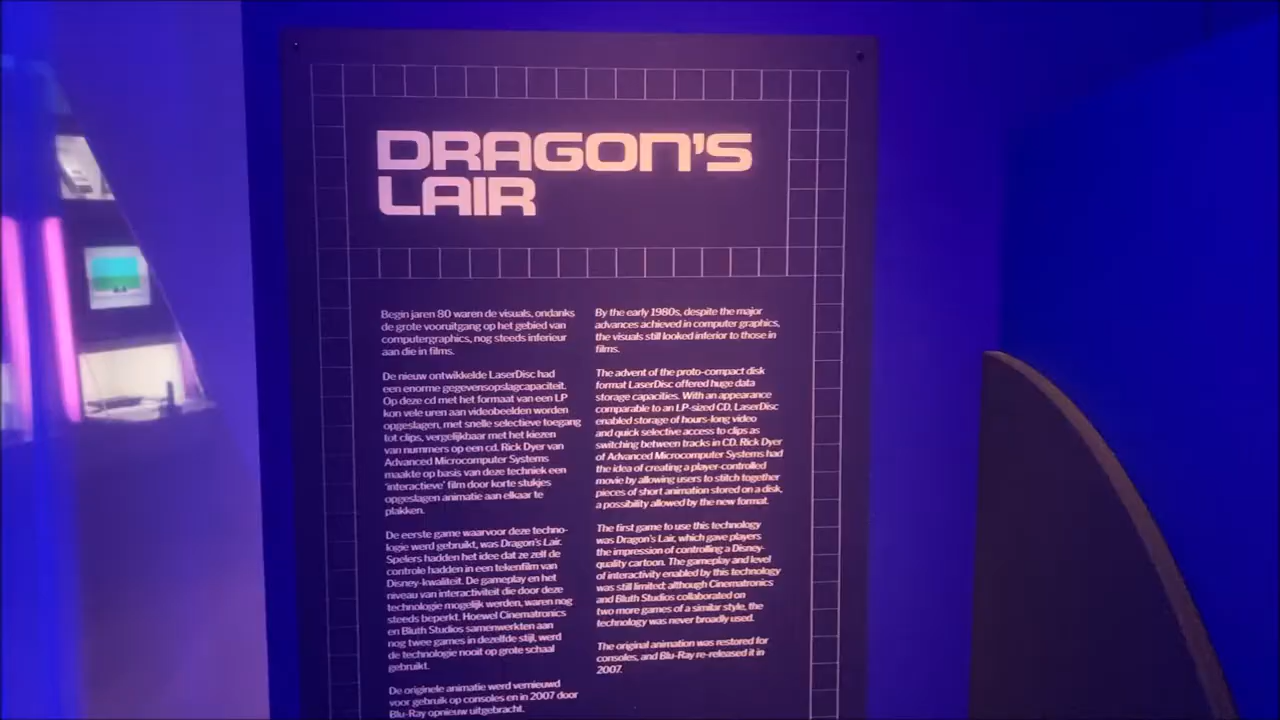 DRAGON'S
LAIR
Begin jaren 80 waren de visuals, ondanks
de grote vooruitgang op het gebied van
computergraphics, nog steeds inferieur
aan die in films.
De nieuw ontwikkelde LaserDisc had
een enorme gegevensopslagcapaciteit.
Op deze cd met het formaat van een LP
kon vele uren aan videobeelden worden
opgeslagen, met snelle selectieve toegang
tot clips, vergelijkbaar met het kiezen
van nummers op een cd. Rick Dyer van
Advanced Microcomputer Systems
maakte op basis van deze techniek een
'interactieve' film door korte stukjes
opgeslagen animatie aan elkaar te
plakken.
De eerste game waarvoor deze techno-
logie werd gebruikt, was Dragon's Lair.
Spelers hadden het idee dat ze zelf de
controle hadden in een tekenfilm van
Disney-kwaliteit. De gameplay en het
niveau van interactiviteit die door deze
technologie mogelijk werden, waren nog
steeds beperkt. Hoewel Cinematronics
en Bluth Studios samenwerkten aan
nog twee games in dezelfde stijl, werd
de technologie nooit op grote schaal
gebruikt.
De originele animatie werd vernieuwd
voor gebruik op consoles en in 2007 door
Blu-Ray opnieuw uitgebracht.
By the early 1980s, despite the major
advances achieved in computer graphics,
the visuals still looked inferior to those in
films.
The advent of the proto-compact disk
format LaserDisc offered huge data
storage capacities. With an appearance
comparable to an LP-sized CD, LaserDisc
enabled storage of hours-long video
and quick selective access to clips as
switching between tracks in CD. Rick Dyer
of Advanced Microcomputer Systems had
the idea of creating a player-controlled
movie by allowing users to stitch together
pieces of short animation stored on a disk,
a possibility allowed by the new format.
The first game to use this technology
was Dragon's Lair, which gave players
the impression of controlling a Disney-
quality cartoon. The gameplay and level
of interactivity enabled by this technology
was still limited; although Cinematronics
and Bluth Studios collaborated on
two more games of a similar style, the
technology was never broadly used.
The original animation was restored for
consoles, and Blu-Ray re-released it in
2007.